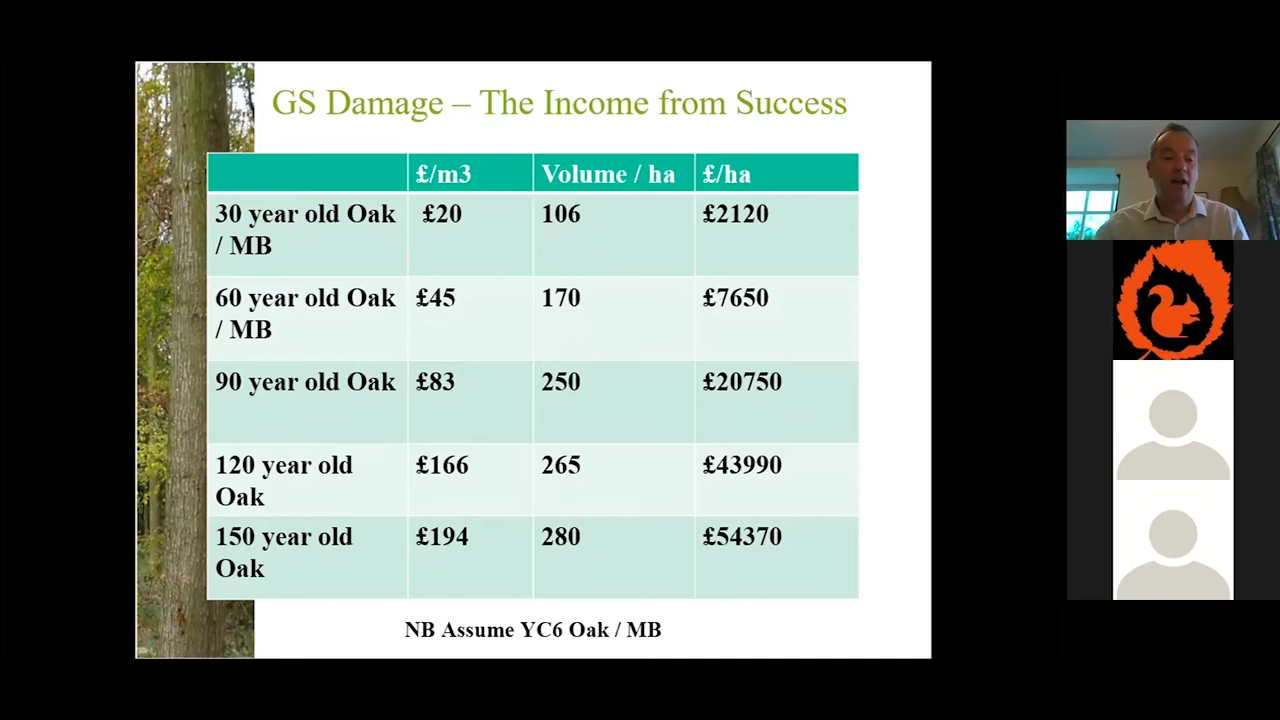 GS Damage – The Income from Success
£/m3 Volume / ha £/ha
30 year old Oak £20 106 £2120
/ MB
60 year old Oak £45 170 £7650
/ MB
90 year old Oak £83 250 £20750
120 year old £166 265 £43990
Oak
150 year old £194 280 £54370
Oak
NB Assume YC6 Oak / MB